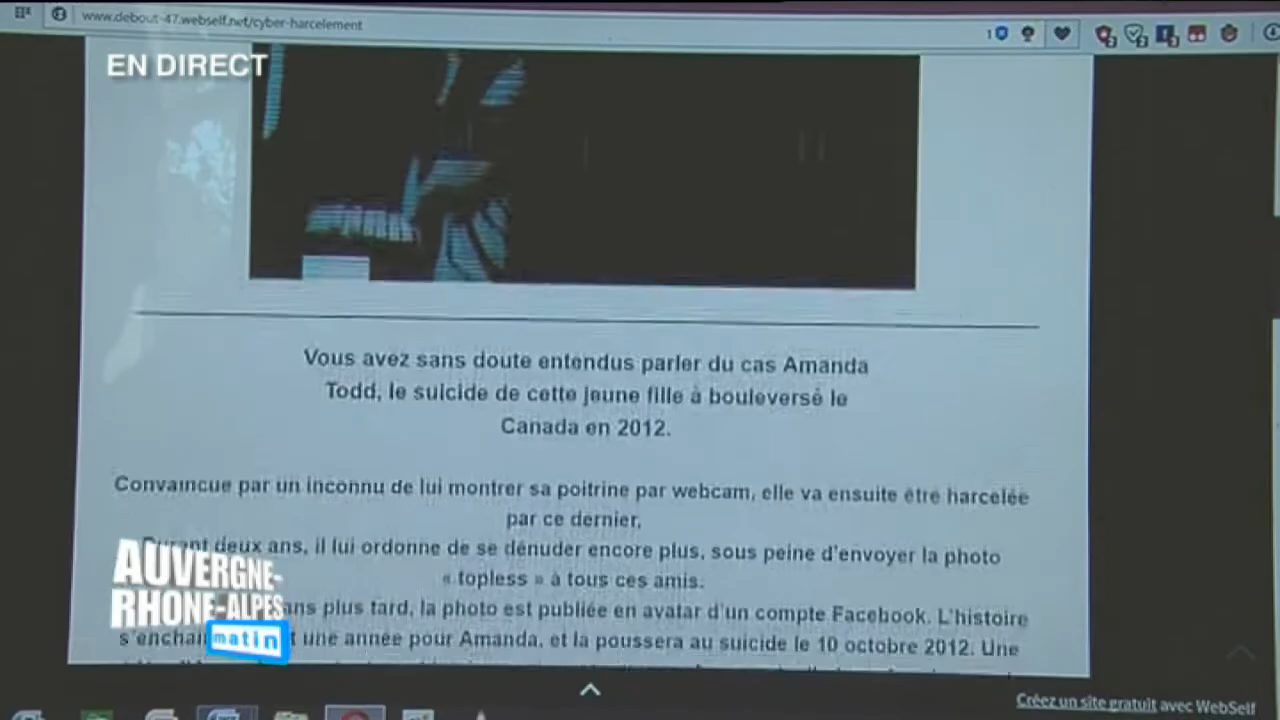 www.debout-47.webself.net/cyber-harcelement
EN DIRECT
Vous avez sans doute entendus parler du cas Amanda
Todd, le suicide de cette jeune fille à bouleversé le
Canada en 2012.
Convaincue par un inconnu de lui montrer sa poitrine par webcam, elle va ensuite être harcelée
par ce dernier.
Durant deux ans, il lui ordonne de se dénuder encore plus, sous peine d'envoyer la photo
« topless » à tous ces amis.
ans plus tard, la photo est publiée en avatar d'un compte Facebook. L'histoire
une année pour Amanda, et la poussera au suicide le 10 octobre 2012. Une
AUVERGNE-
RHONE-ALPES
matin
Créez un site gratuit avec WebSelf